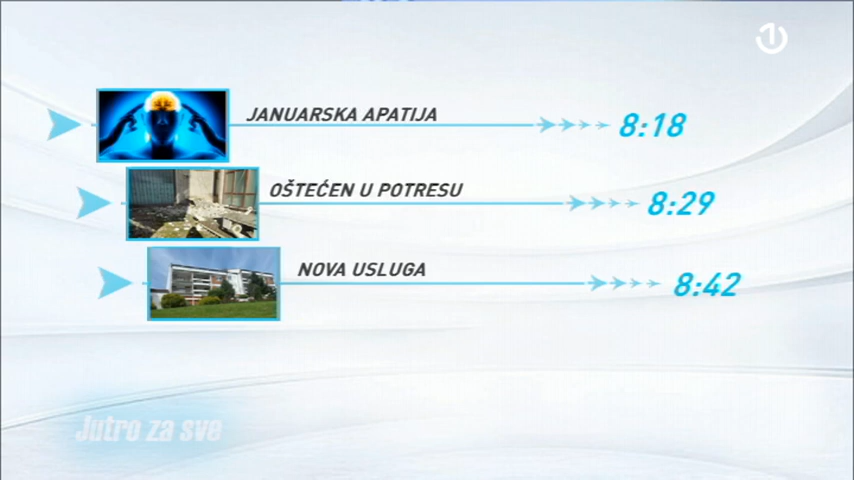 JANUARSKA APATIJA
8:18
OŠTEĆEN U POTRESU
8:29
NOVA USLUGA
8:42
Jutro za sve